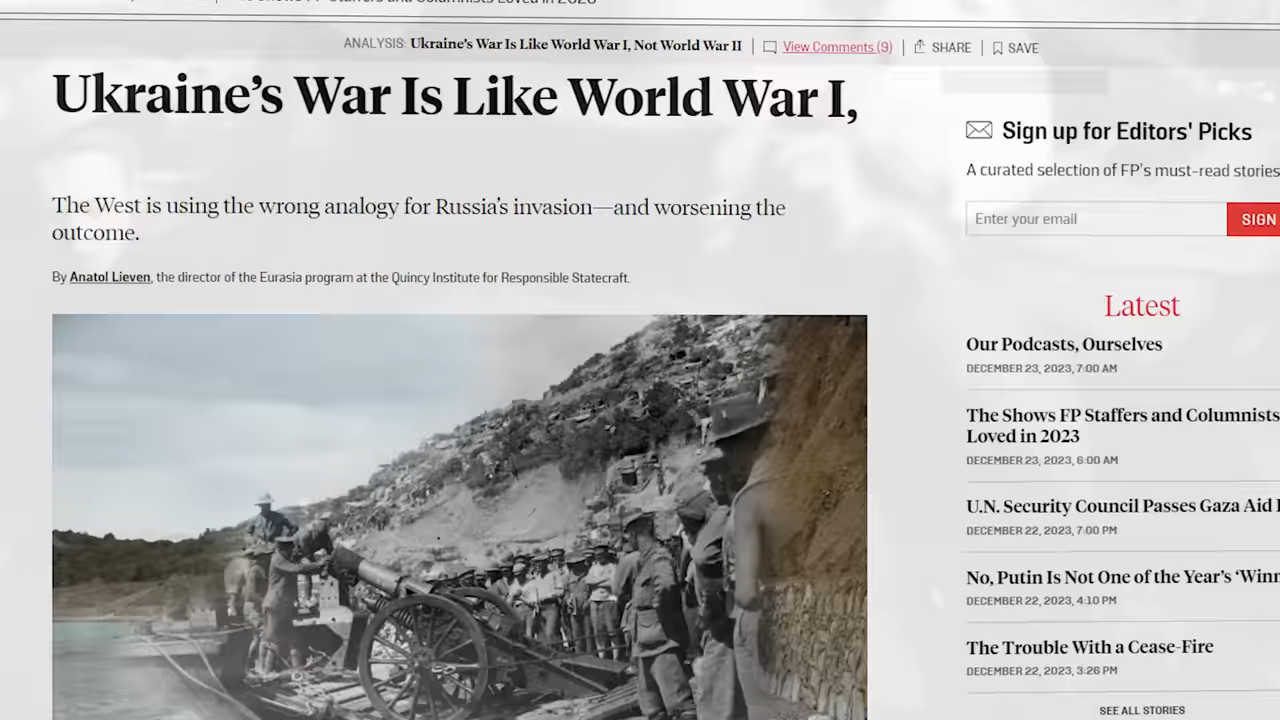 ANALYSIS: Ukraine's War Is Like World War I, Not World War II | View Comments (9) | SHARE | SAVE
Ukraine's War Is Like World War I,
The West is using the wrong analogy for Russia's invasion—and worsening the
outcome.
By Anatol Lieven, the director of the Eurasia program at the Quincy Institute for Responsible Statecraft.
Sign up for Editors' Picks
A curated selection of FP's must-read stories
Enter your email
SIGN
Latest
Our Podcasts, Ourselves
DECEMBER 23, 2023, 7:00 AM
The Shows FP Staffers and Columnists
Loved in 2023
DECEMBER 23, 2023, 6:00 AM
U.N. Security Council Passes Gaza Aid
DECEMBER 22, 2023, 7:00 PM
No, Putin Is Not One of the Year's
DECEMBER 22, 2023, 4:10 PM
The Trouble With a Cease-Fire
DECEMBER 22, 2023, 3:26 PM
SEE ALL STORIES